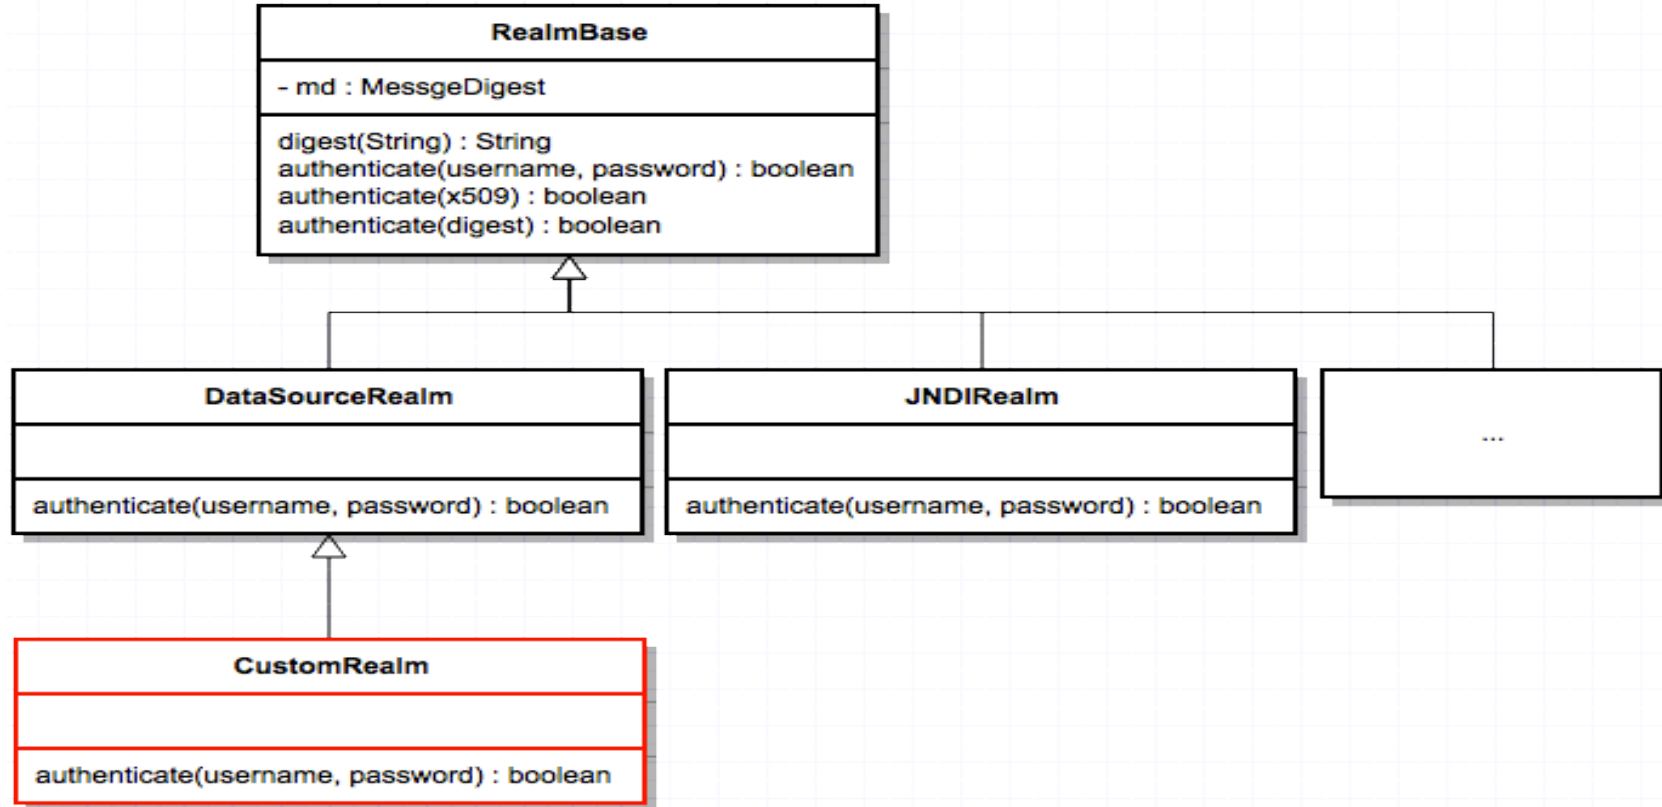 RealmBase
- md : MessgeDigest
digest(String) : String
authenticate(username, password) : boolean
authenticate(x509) : boolean
authenticate(digest) : boolean
DataSourceRealm
authenticate(username, password) : boolean
JNDIRealm
authenticate(username, password) : boolean
...
CustomRealm
authenticate(username, password) : boolean